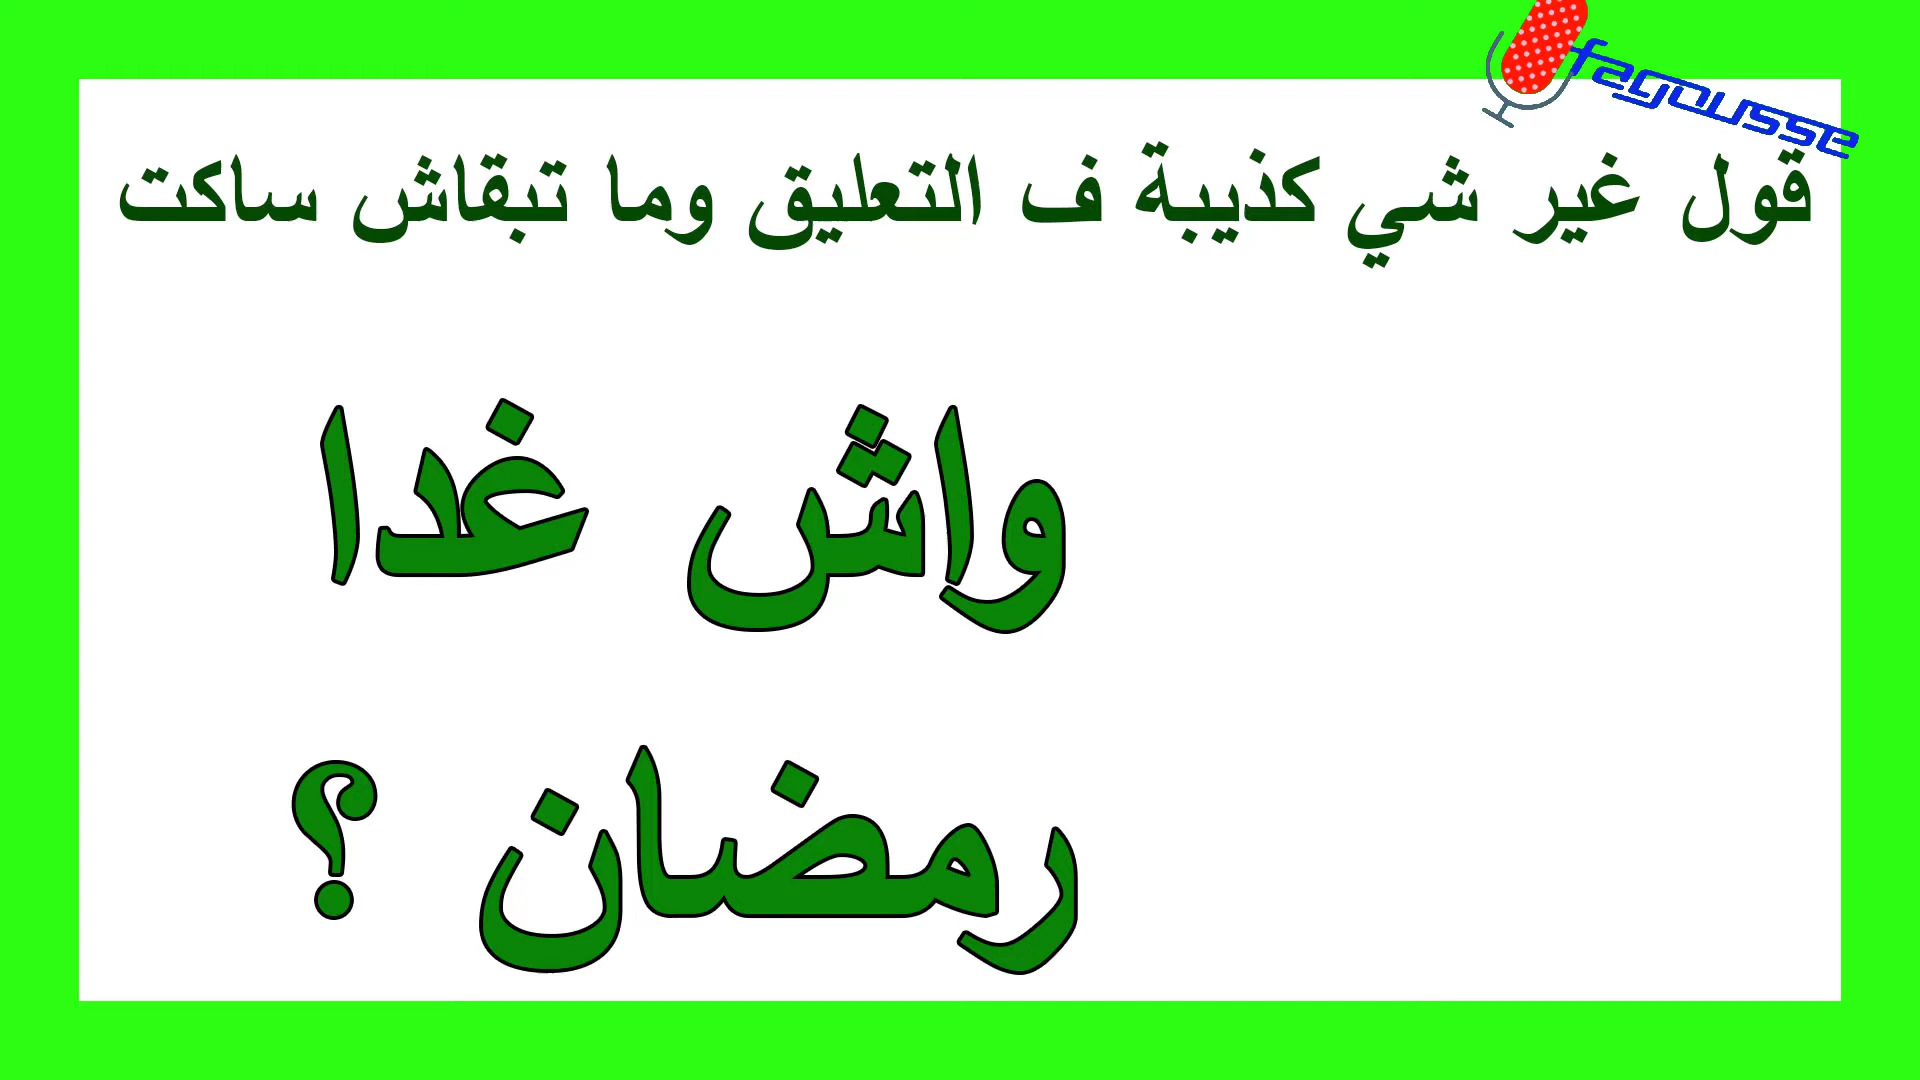 fagousse
قول غير شي كذيبة ف التعليق وما تبقاش ساكت
واش غدا
رمضان ؟